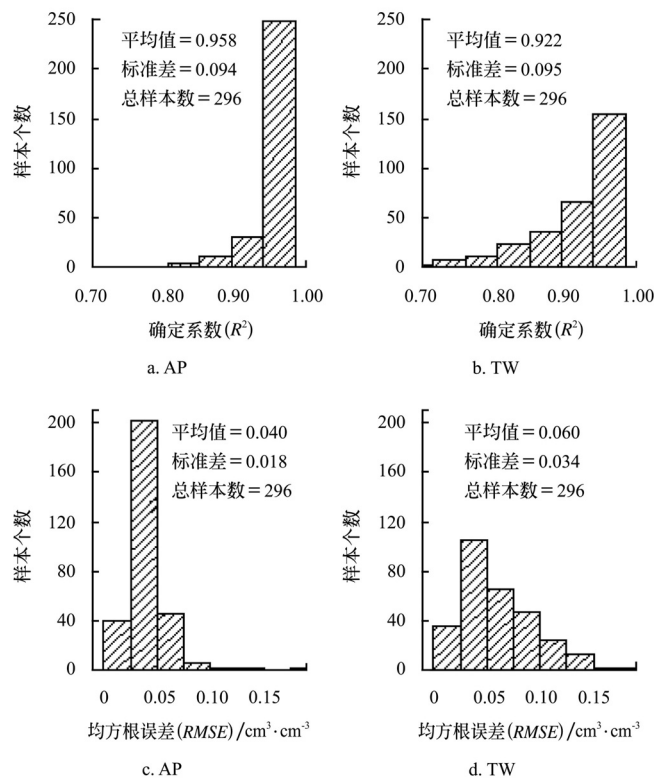 250
200
150
100
50
0
样本个数
平均值＝0.958
标准差＝0.094
总样本数＝296
0.70 0.80 0.90 1.00
确定系数(R²)
a. AP
250
200
150
100
50
0
样本个数
平均值＝0.922
标准差＝0.095
总样本数＝296
0.70 0.80 0.90 1.00
确定系数(R²)
b. TW
200
160
120
80
40
0
样本个数
平均值＝0.040
标准差＝0.018
总样本数＝296
0 0.05 0.10 0.15
均方根误差(RMSE)/cm³·cm⁻³
c. AP
200
160
120
80
40
0
样本个数
平均值＝0.060
标准差＝0.034
总样本数＝296
0 0.05 0.10 0.15
均方根误差(RMSE)/cm³·cm⁻³
d. TW